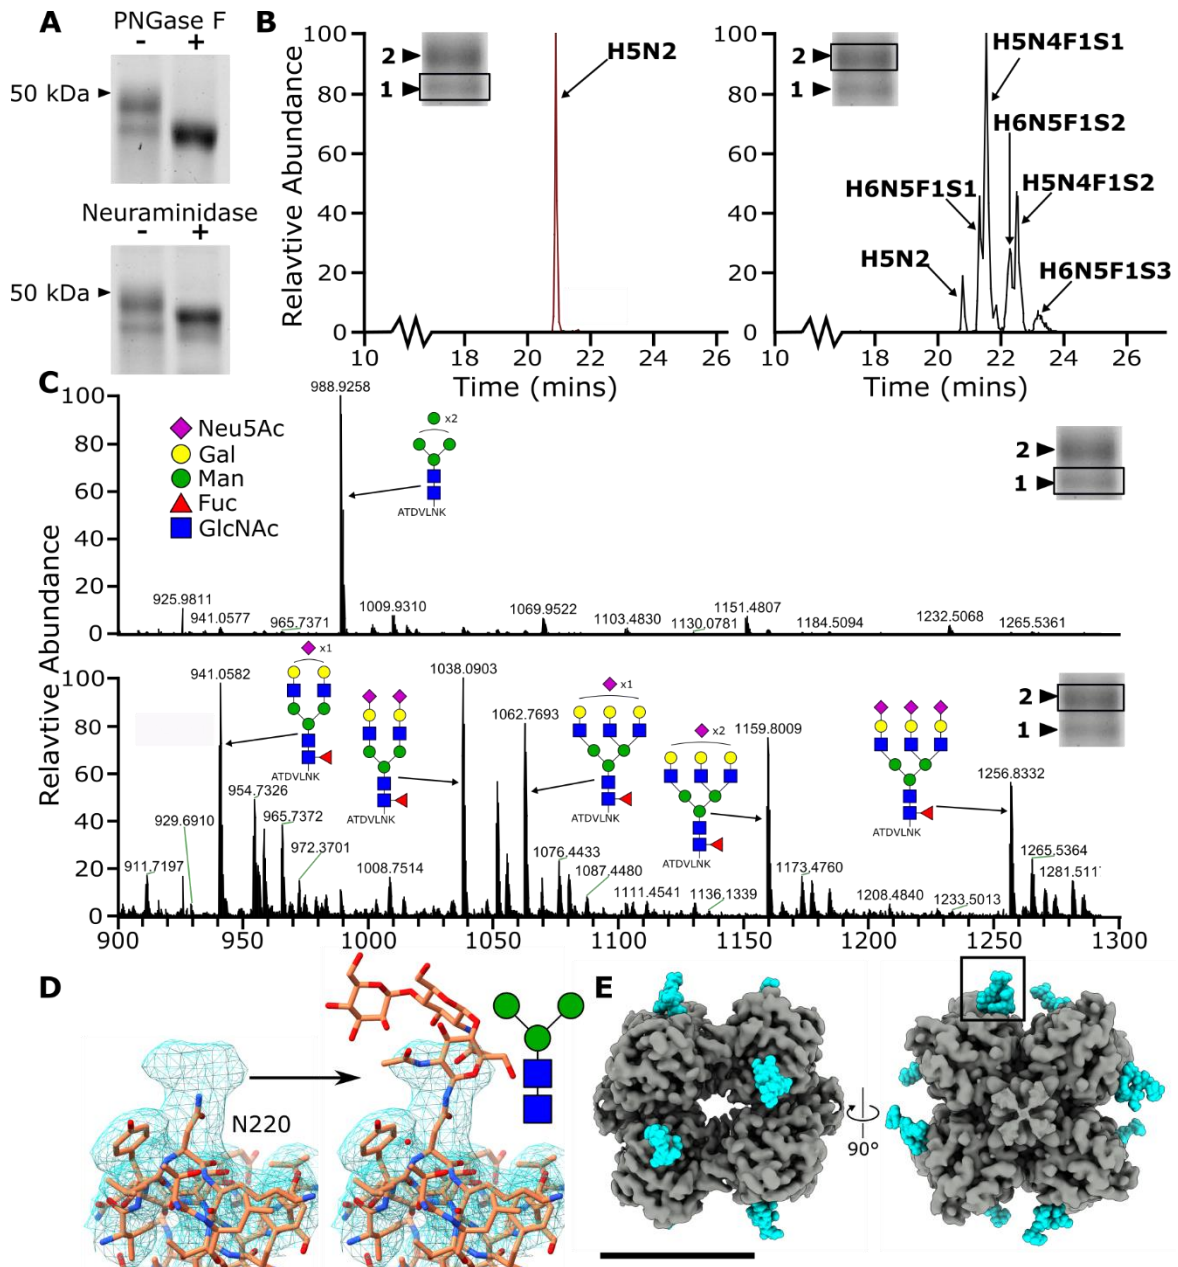 A
PNGase F
- +
50 kDa
Neuraminidase
- +
50 kDa
B
Relavtive Abundance
100
80
60
40
20
0
10 18 20 22 24 26
Time (mins)
2
1
H5N2
100
80
60
40
20
0
10 18 20 22 24 26
Time (mins)
2
1
H5N4F1S1
H6N5F1S2
H6N5F1S1
H5N4F1S2
H5N2
H6N5F1S3
C
Relavtive Abundance
100
80
60
40
20
0
Neu5Ac
Gal
Man
Fuc
GlcNAc
988.9258
x2
ATDVLNK
2
1
925.9811
941.0577
965.7371
1009.9310
1069.9522
1103.4830
1130.0781
1151.4807
1184.5094
1232.5068
1265.5361
100
80
60
40
20
0
941.0582
x1
ATDVLNK
1038.0903
ATDVLNK
1062.7693
x1
ATDVLNK
x2
ATDVLNK
1159.8009
ATDVLNK
1256.8332
2
1
911.7197
929.6910
954.7326
965.7372
972.3701
1008.7514
1076.4433
1087.4480
1111.4541
1136.1339
1173.4760
1208.4840
1233.5013
1265.5364
1281.511
900 950 1000 1050 1100 1150 1200 1250 1300
D
N220
E
90°